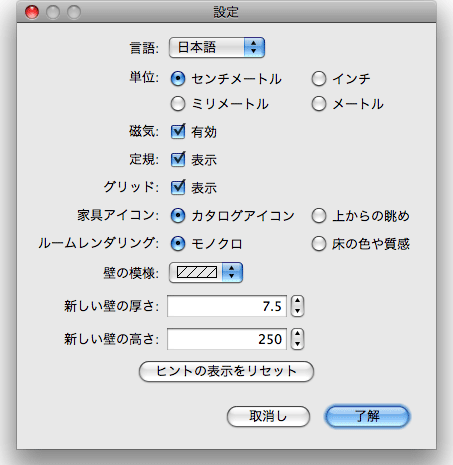 設定
言語: 日本語
単位: センチメートル インチ
ミリメートル メートル
磁気: 有効
定規: 表示
グリッド: 表示
家具アイコン: カタログアイコン 上からの眺め
ルームレンダリング: モノクロ 床の色や質感
壁の模様:
新しい壁の厚さ: 7.5
新しい壁の高さ: 250
ヒントの表示をリセット
取消し 了解